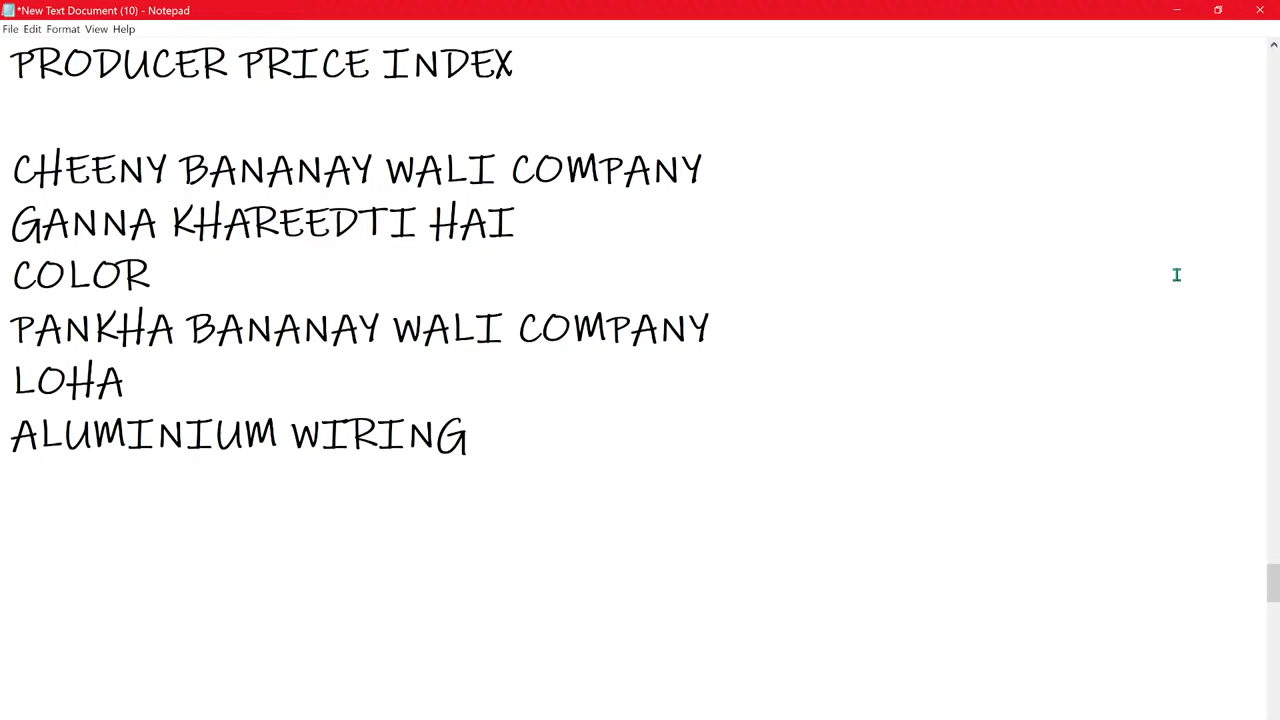 *New Text Document (10) - Notepad
File Edit Format View Help
PRODUCER PRICE INDEX
CHEENY BANANAY WALI COMPANY
GANNA KHAREEDTI HAI
COLOR
PANKHA BANANAY WALI COMPANY
LOHA
ALUMINIUM WIRING